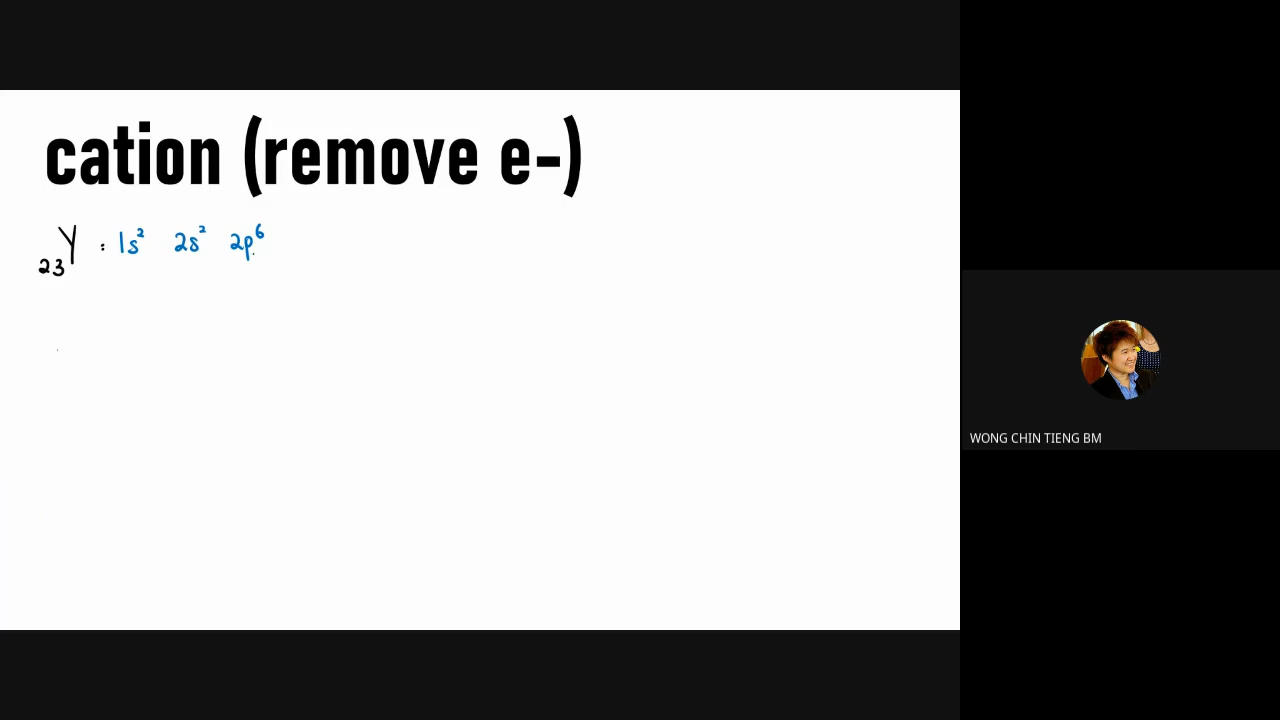 cation (remove e-)
₂₃Y : 1s² 2s² 2p⁶
WONG CHIN TIENG BM